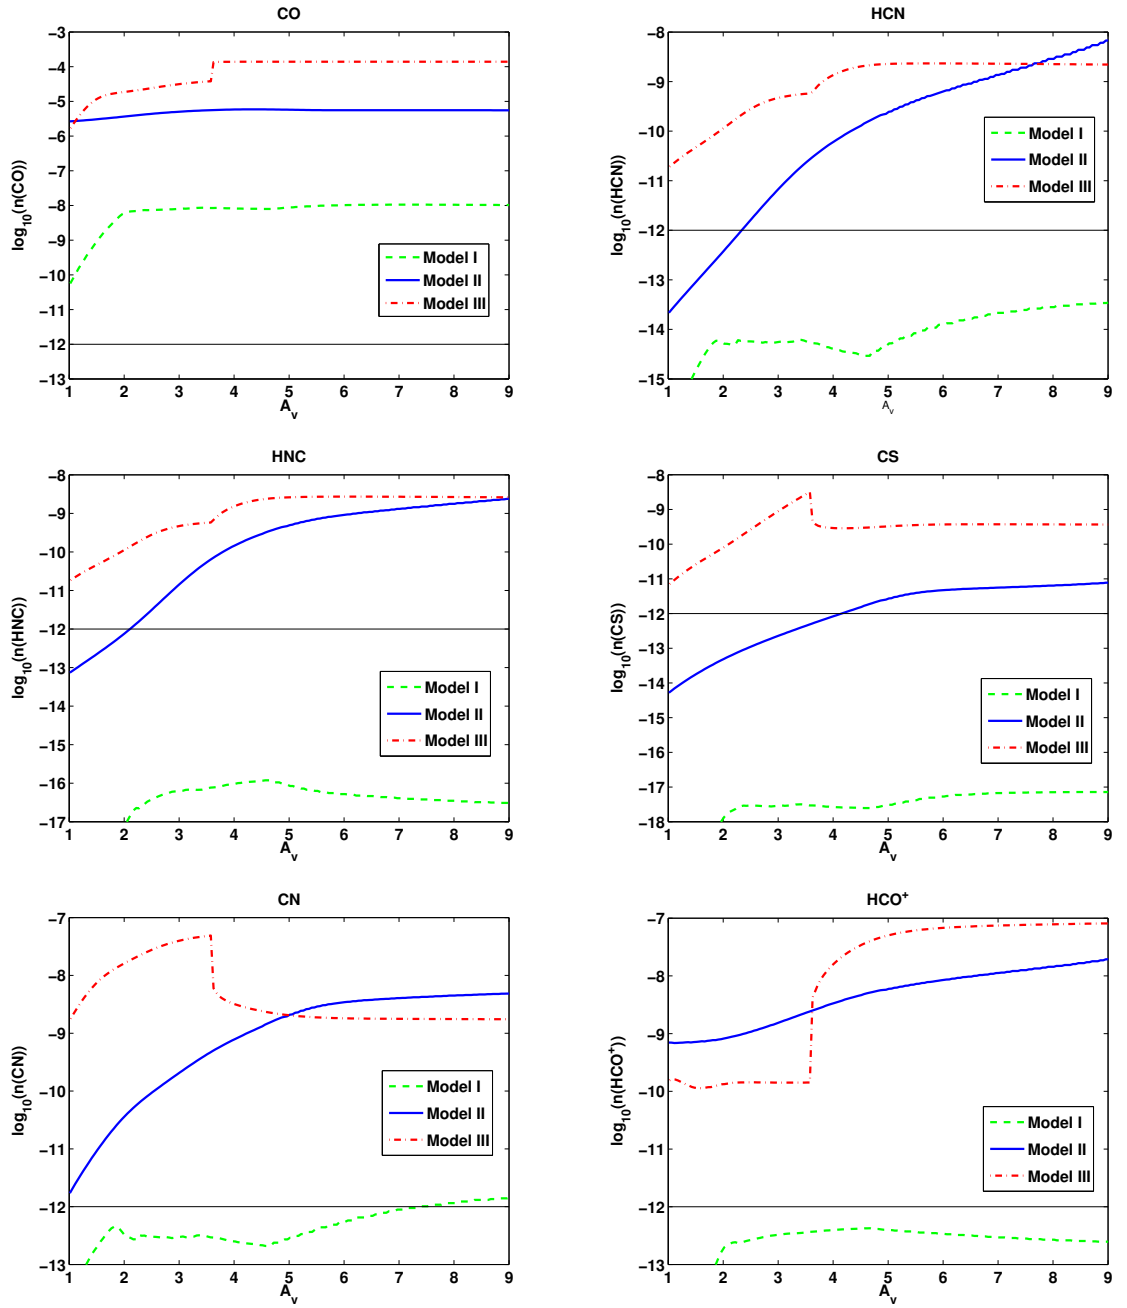 CO
−3
−4
−5
−6
−7
−8
−9
−10
−11
−12
−13
1 2 3 4 5 6 7 8 9
A_v
log10(n(CO))
Model I
Model II
Model III
HCN
−8
−9
−10
−11
−12
−13
−14
−15
1 2 3 4 5 6 7 8 9
A_v
log10(n(HCN))
Model I
Model II
Model III
HNC
−8
−9
−10
−11
−12
−13
−14
−15
−16
−17
1 2 3 4 5 6 7 8 9
A_v
log10(n(HNC))
Model I
Model II
Model III
CS
−8
−9
−10
−11
−12
−13
−14
−15
−16
−17
−18
1 2 3 4 5 6 7 8 9
A_v
log10(n(CS))
Model I
Model II
Model III
CN
−7
−8
−9
−10
−11
−12
−13
1 2 3 4 5 6 7 8 9
A_v
log10(n(CN))
Model I
Model II
Model III
HCO⁺
−7
−8
−9
−10
−11
−12
−13
1 2 3 4 5 6 7 8 9
A_v
log10(n(HCO⁺))
Model I
Model II
Model III